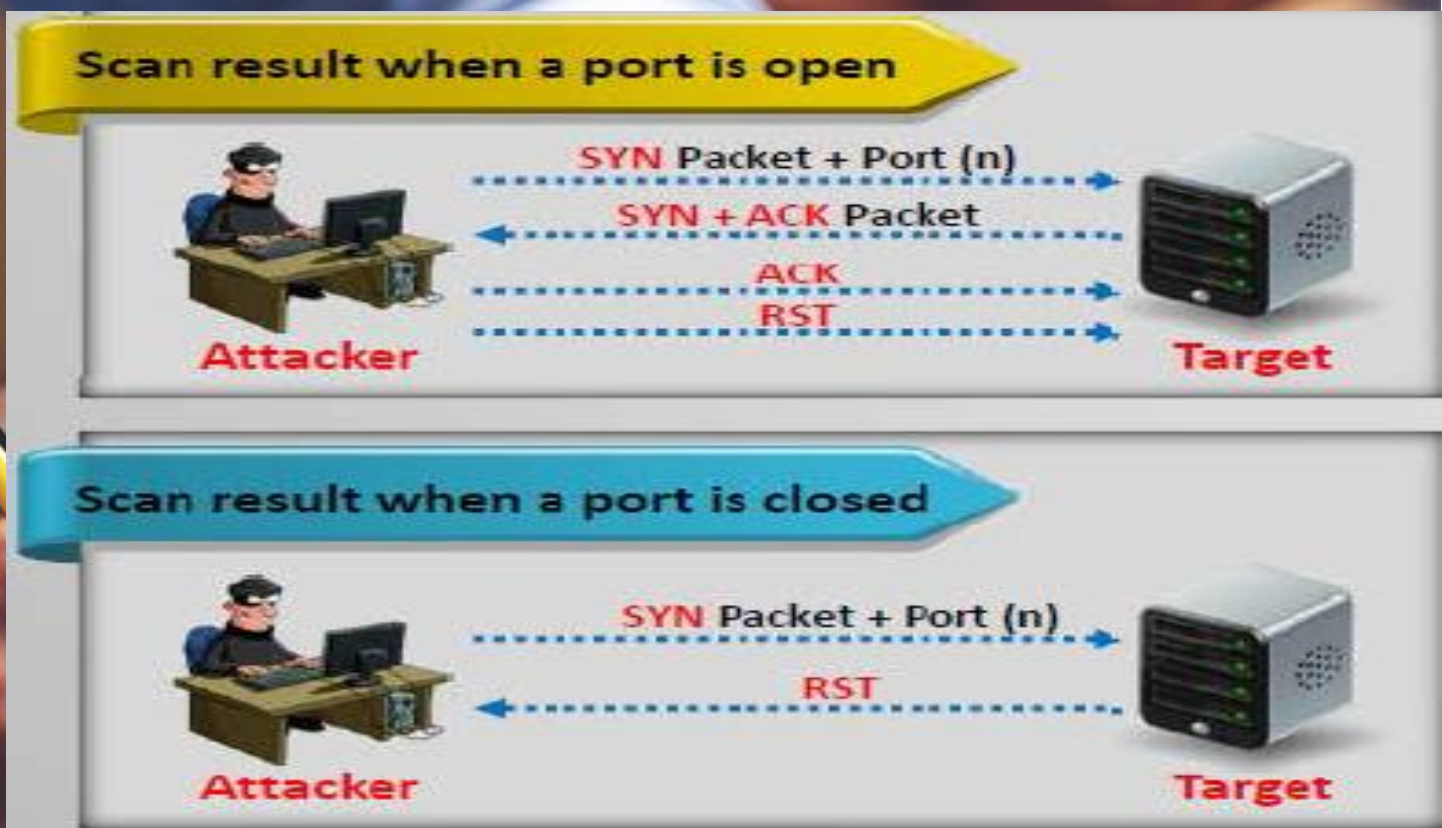 Scan result when a port is open
SYN Packet + Port (n)
SYN + ACK Packet
ACK
RST
Attacker
Target
Scan result when a port is closed
SYN Packet + Port (n)
RST
Attacker
Target